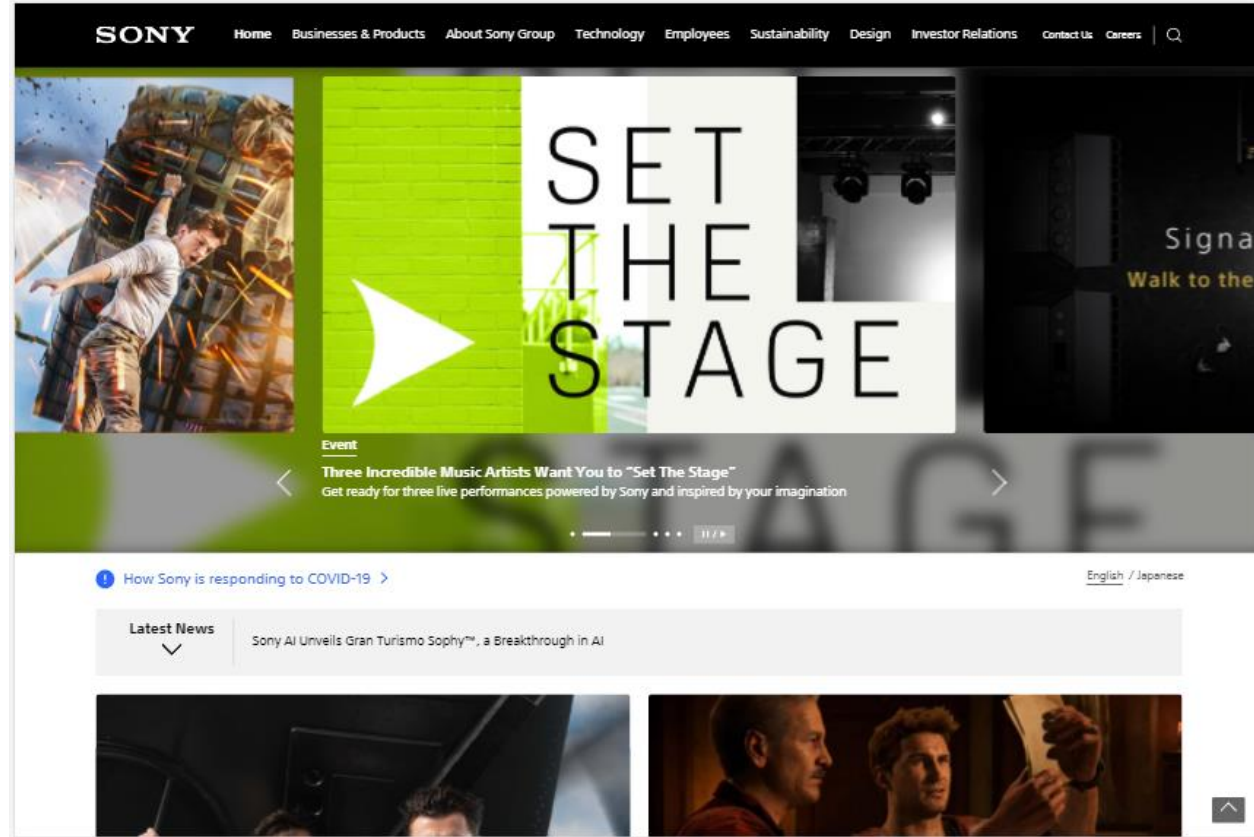 SONY
Home Businesses & Products About Sony Group Technology Employees Sustainability Design Investor Relations Contact Us Careers
SET
THE
STAGE
Signa
Walk to the
Event
Three Incredible Music Artists Want You to "Set The Stage"
Get ready for three live performances powered by Sony and inspired by your imagination
STAGE
How Sony is responding to COVID-19
English / Japanese
Latest News
Sony AI Unveils Gran Turismo Sophy™, a Breakthrough in AI